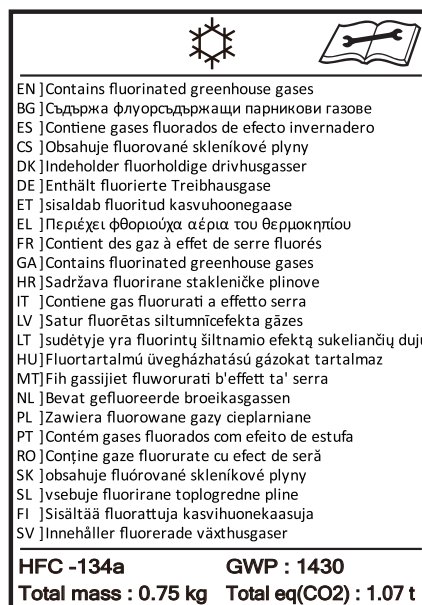 EN ]Contains fluorinated greenhouse gases
BG ]Съдържа флуорсъдържащи парникови газове
ES ]Contiene gases fluorados de efecto invernadero
CS ]Obsahuje fluorované skleníkové plyny
DK ]Indeholder fluorholdige drivhusgasser
DE ]Enthält fluorierte Treibhausgase
ET ]sisaldab fluoritud kasvuhoonegaase
EL ]Περιέχει φθοριούχα αέρια του θερμοκηπίου
FR ]Contient des gaz à effet de serre fluorés
GA]Contains fluorinated greenhouse gases
HR]Sadržava fluorirane stakleničke plinove
IT ]Contiene gas fluorurati a effetto serra
LV ]Satur fluorētas siltumnīcefekta gāzes
LT ]sudėtyje yra fluorintų šiltnamio efektą sukeliančių dujų
HU]Fluortartalmú üvegházhatású gázokat tartalmaz
MT]Fih gassijiet fluworurati b'effett ta' serra
NL ]Bevat gefluoreerde broeikasgassen
PL ]Zawiera fluorowane gazy cieplarniane
PT ]Contém gases fluorados com efeito de estufa
RO ]Conține gaze fluorurate cu efect de seră
SK ]obsahuje fluórované skleníkové plyny
SL ]vsebuje fluorirane toplogredne pline
FI ]Sisältää fluorattuja kasvihuonekaasuja
SV ]Innehåller fluorerade växthusgaser
HFC -134a GWP : 1430
Total mass : 0.75 kg Total eq(CO2) : 1.07 t